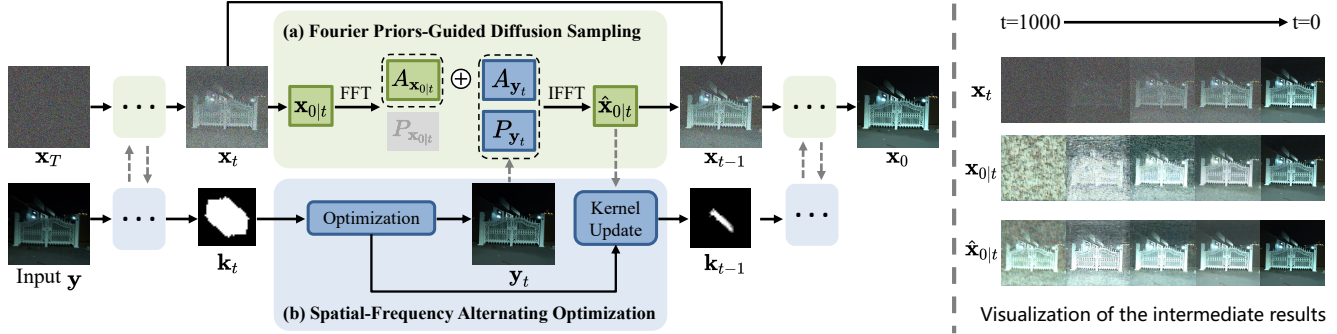 (a) Fourier Priors-Guided Diffusion Sampling
x_T
. . .
x_t
x_{0|t}
FFT
A_{x_{0|t}}
P_{x_{0|t}}
⊕
A_{y_t}
P_{y_t}
IFFT
x̂_{0|t}
x_{t−1}
. . .
x_0
Input y
. . .
k_t
Optimization
y_t
Kernel
Update
k_{t−1}
. . .
(b) Spatial-Frequency Alternating Optimization
t=1000
t=0
x_t
x_{0|t}
x̂_{0|t}
Visualization of the intermediate results